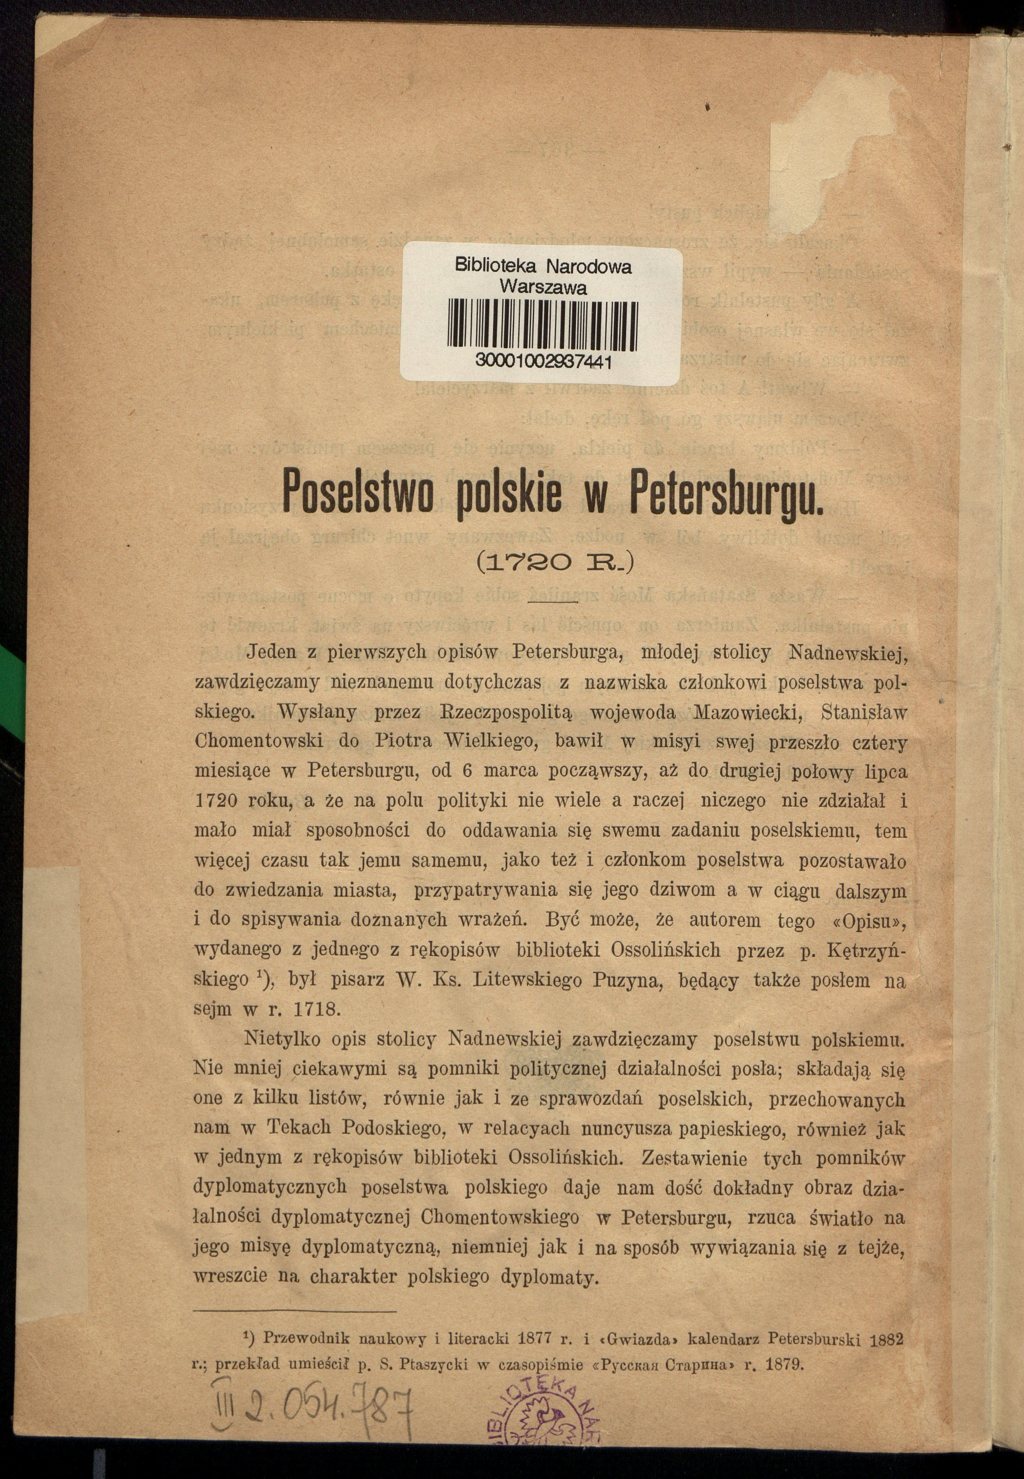 Biblioteka Narodowa
Warszawa
30001002937441
Poselstwo polskie w Petersburgu.
(1720 R.)
Jeden z pierwszych opisów Petersburga, młodej stolicy Nadnewskiej,
zawdzięczamy nieznanemu dotychczas z nazwiska członkowi poselstwa pol-
skiego. Wysłany przez Rzeczpospolitą wojewoda Mazowiecki, Stanisław
Chomentowski do Piotra Wielkiego, bawił w misyi swej przeszło cztery
miesiące w Petersburgu, od 6 marca począwszy, aż do drugiej połowy lipca
1720 roku, a że na polu polityki nie wiele a raczej niczego nie zdziałał i
mało miał sposobności do oddawania się swemu zadaniu poselskiemu, tem
więcej czasu tak jemu samemu, jako też i członkom poselstwa pozostawało
do zwiedzania miasta, przypatrywania się jego dziwom a w ciągu dalszym
i do spisywania doznanych wrażeń. Być może, że autorem tego «Opisu»,
wydanego z jednego z rękopisów biblioteki Ossolińskich przez p. Kętrzyń-
skiego ¹), był pisarz W. Ks. Litewskiego Puzyna, będący także posłem na
sejm w r. 1718.
Nietylko opis stolicy Nadnewskiej zawdzięczamy poselstwu polskiemu.
Nie mniej ciekawymi są pomniki politycznej działalności posła; składają się
one z kilku listów, równie jak i ze sprawozdań poselskich, przechowanych
nam w Tekach Podoskiego, w relacyach nuncyusza papieskiego, również jak
w jednym z rękopisów biblioteki Ossolińskich. Zestawienie tych pomników
dyplomatycznych poselstwa polskiego daje nam dość dokładny obraz dzia-
łalności dyplomatycznej Chomentowskiego w Petersburgu, rzuca światło na
jego misyę dyplomatyczną, niemniej jak i na sposób wywiązania się z tejże,
wreszcie na charakter polskiego dyplomaty.
¹) Przewodnik naukowy i literacki 1877 r. i «Gwiazda» kalendarz Petersburski 1882
r.; przekład umieścił p. S. Ptaszycki w czasopiśmie «Русская Старина» r. 1879.
III 2.054.787
BIBLIOTEKA NAR